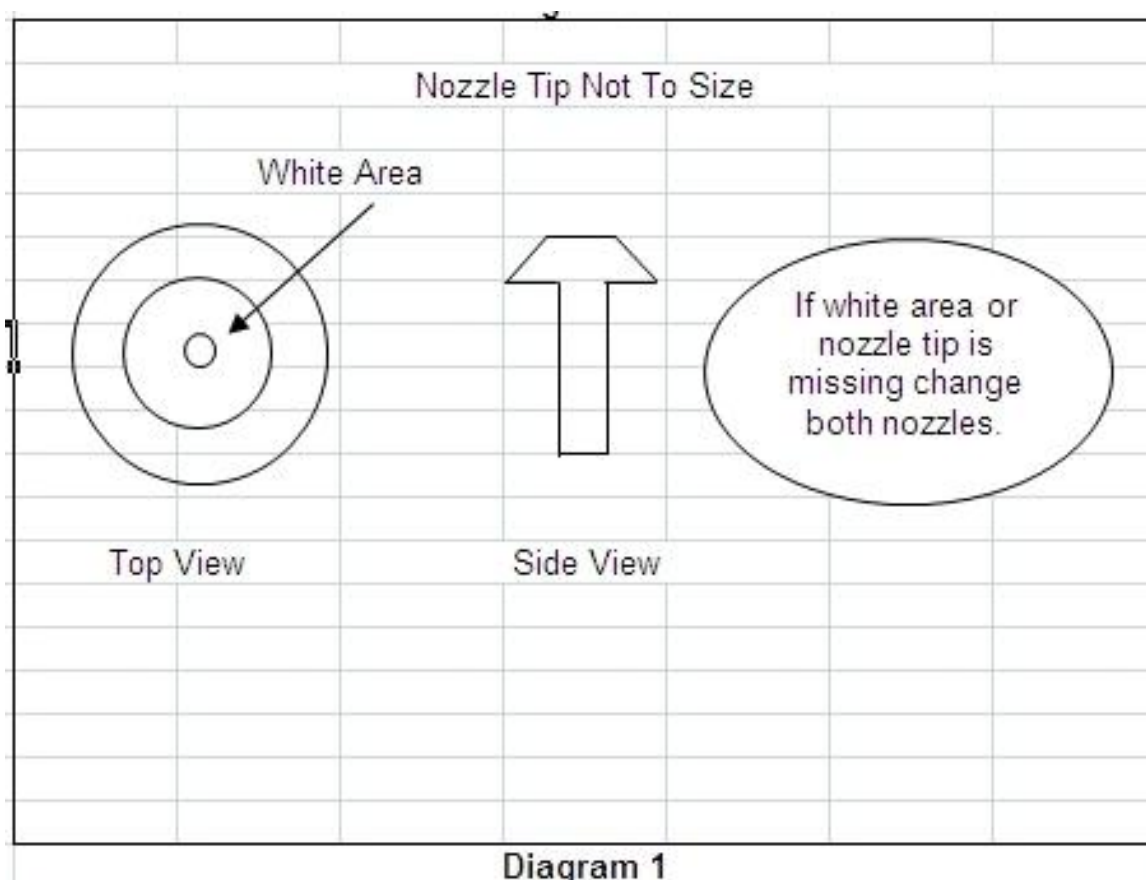 Nozzle Tip Not To Size
White Area
If white area or
nozzle tip is
missing change
both nozzles.
Top View
Side View
Diagram 1